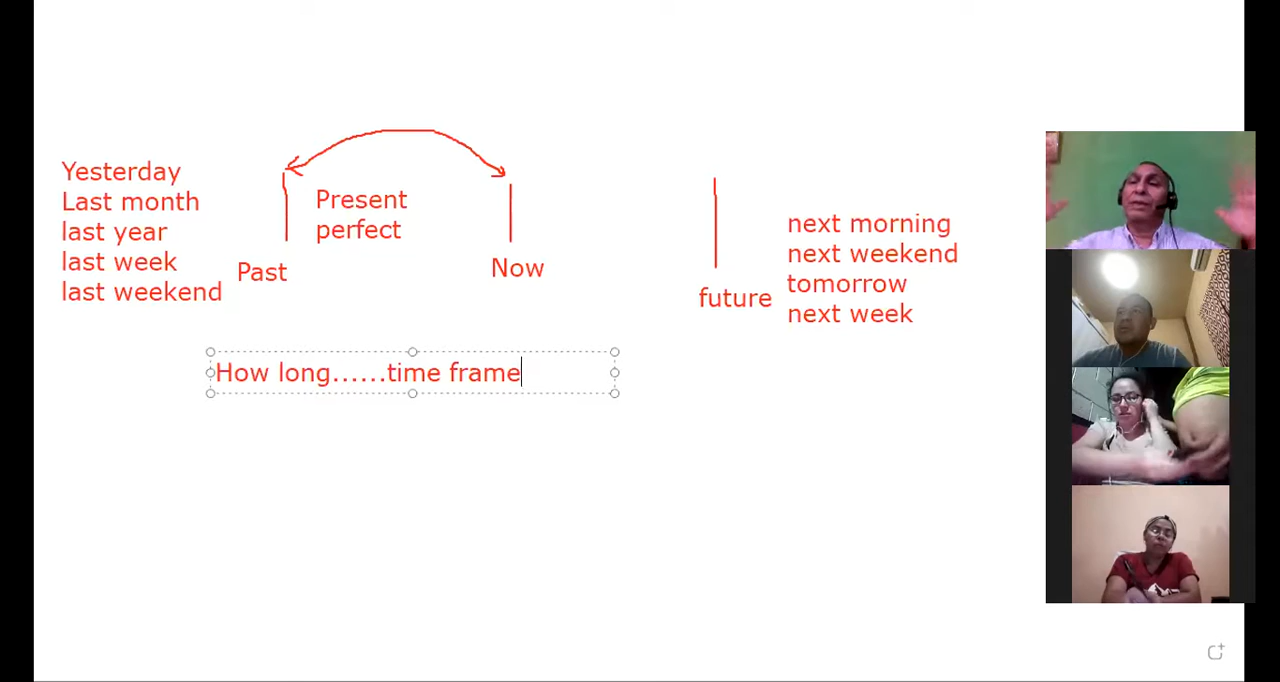 Yesterday
Last month
last year
last week
last weekend
Past
Present
perfect
Now
future
next morning
next weekend
tomorrow
next week
How long......time frame